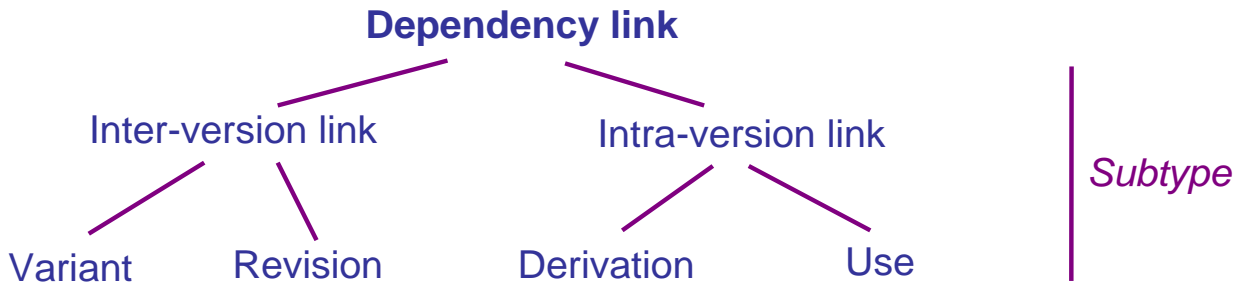 Dependency link
Inter-version link
Intra-version link
Subtype
Variant
Revision
Derivation
Use